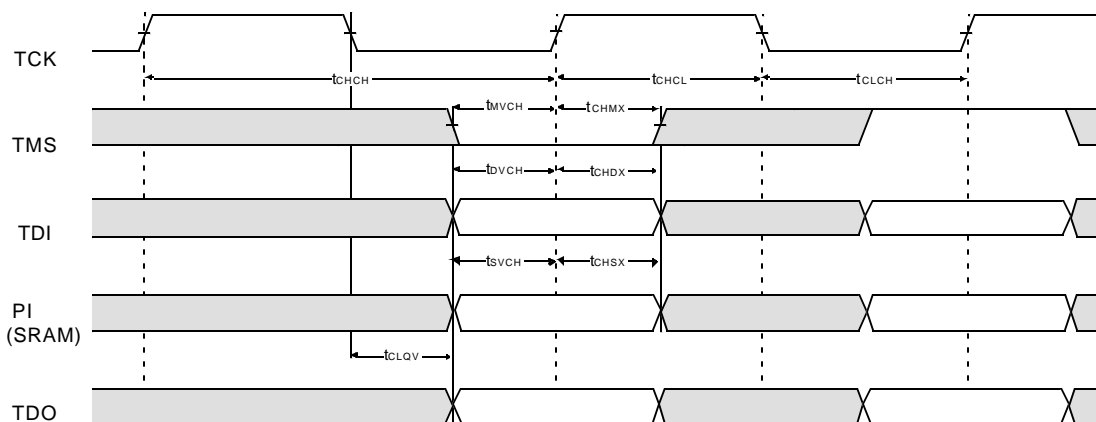 TCK
tCHCH
tCHCL
tCLCH
tMVCH
tCHMX
TMS
tDVCH
tCHDX
TDI
tSVCH
tCHSX
PI
(SRAM)
tCLQV
TDO